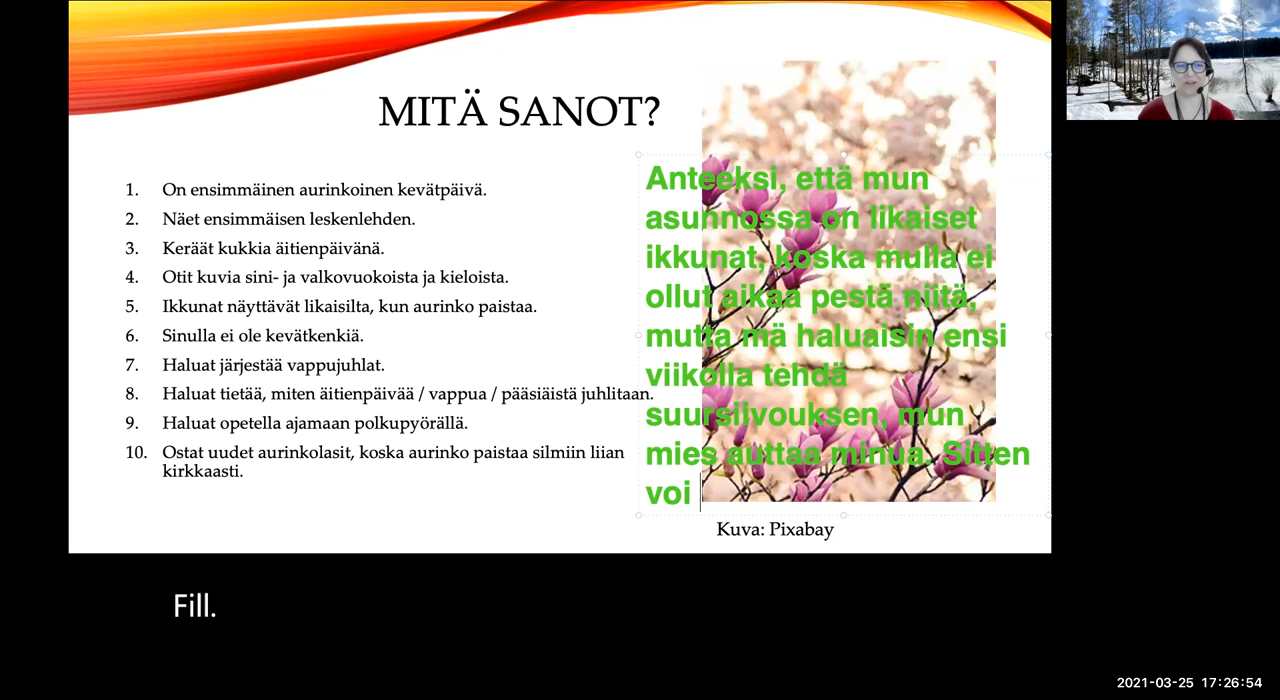 MITÄ SANOT?
1. On ensimmäinen aurinkoinen kevätpäivä.
2. Näet ensimmäisen leskenlehden.
3. Keräät kukkia äitienpäivänä.
4. Otit kuvia sini- ja valkovuokoista ja kieloista.
5. Ikkunat näyttävät likaisilta, kun aurinko paistaa.
6. Sinulla ei ole kevätkenkiä.
7. Haluat järjestää vappujuhlat.
8. Haluat tietää, miten äitienpäivää / vappua / pääsiäistä juhlitaan.
9. Haluat opetella ajamaan polkupyörällä.
10. Ostat uudet aurinkolasit, koska aurinko paistaa silmiin liian
kirkkaasti.
Anteeksi, että mun
asunnossa on likaiset
ikkunat, koska mulla ei
ollut aikaa pestä niitä,
mutta mä haluaisin ensi
viikolla tehdä
suursiivouksen, mun
mies auttaa minua. Sitten
voi
Kuva: Pixabay
Fill.
2021-03-25 17:26:54